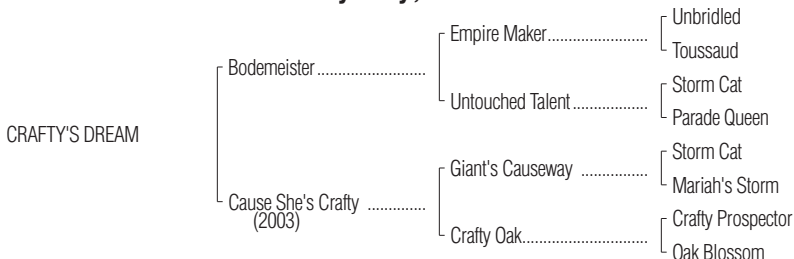 Unbridled
Empire Maker......................
Toussaud
Bodemeister........................
Storm Cat
Untouched Talent.................
Parade Queen
CRAFTY'S DREAM
Storm Cat
Giant's Causeway ...............
Mariah's Storm
Cause She's Crafty .............
(2003)
Crafty Prospector
Crafty Oak............................
Oak Blossom